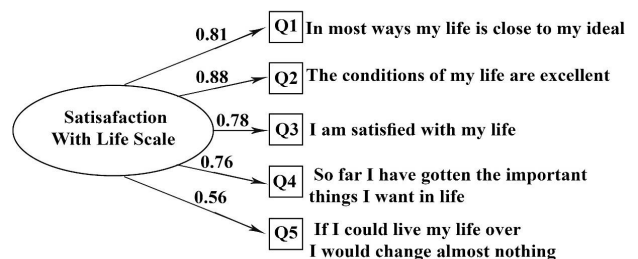 0.81
Q1 In most ways my life is close to my ideal
0.88
Q2 The conditions of my life are excellent
Satisafaction
With Life Scale
0.78
Q3 I am satisfied with my life
0.76
Q4 So far I have gotten the important
things I want in life
0.56
Q5 If I could live my life over
I would change almost nothing